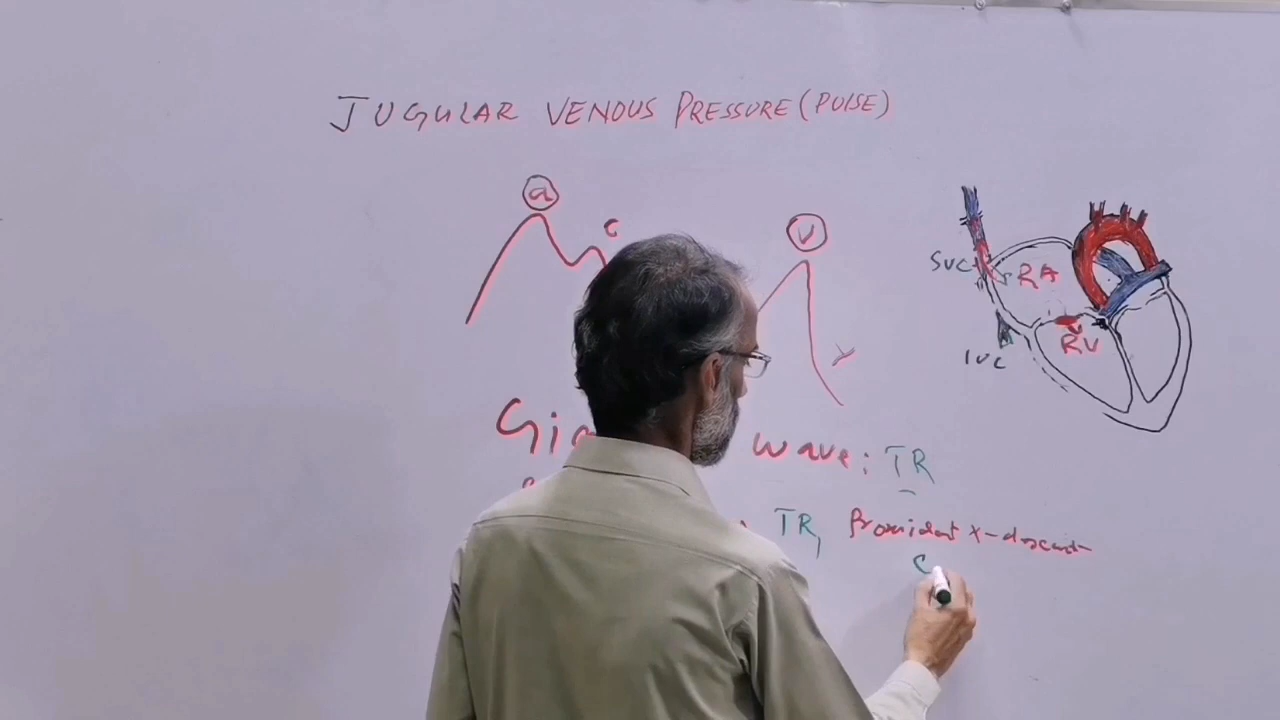 JUGULAR VENOUS PRESSURE (PULSE)
a
c
v
y
SVC
RA
RV
IVC
Gi wave: TR
TR, Prominent x-descent
C